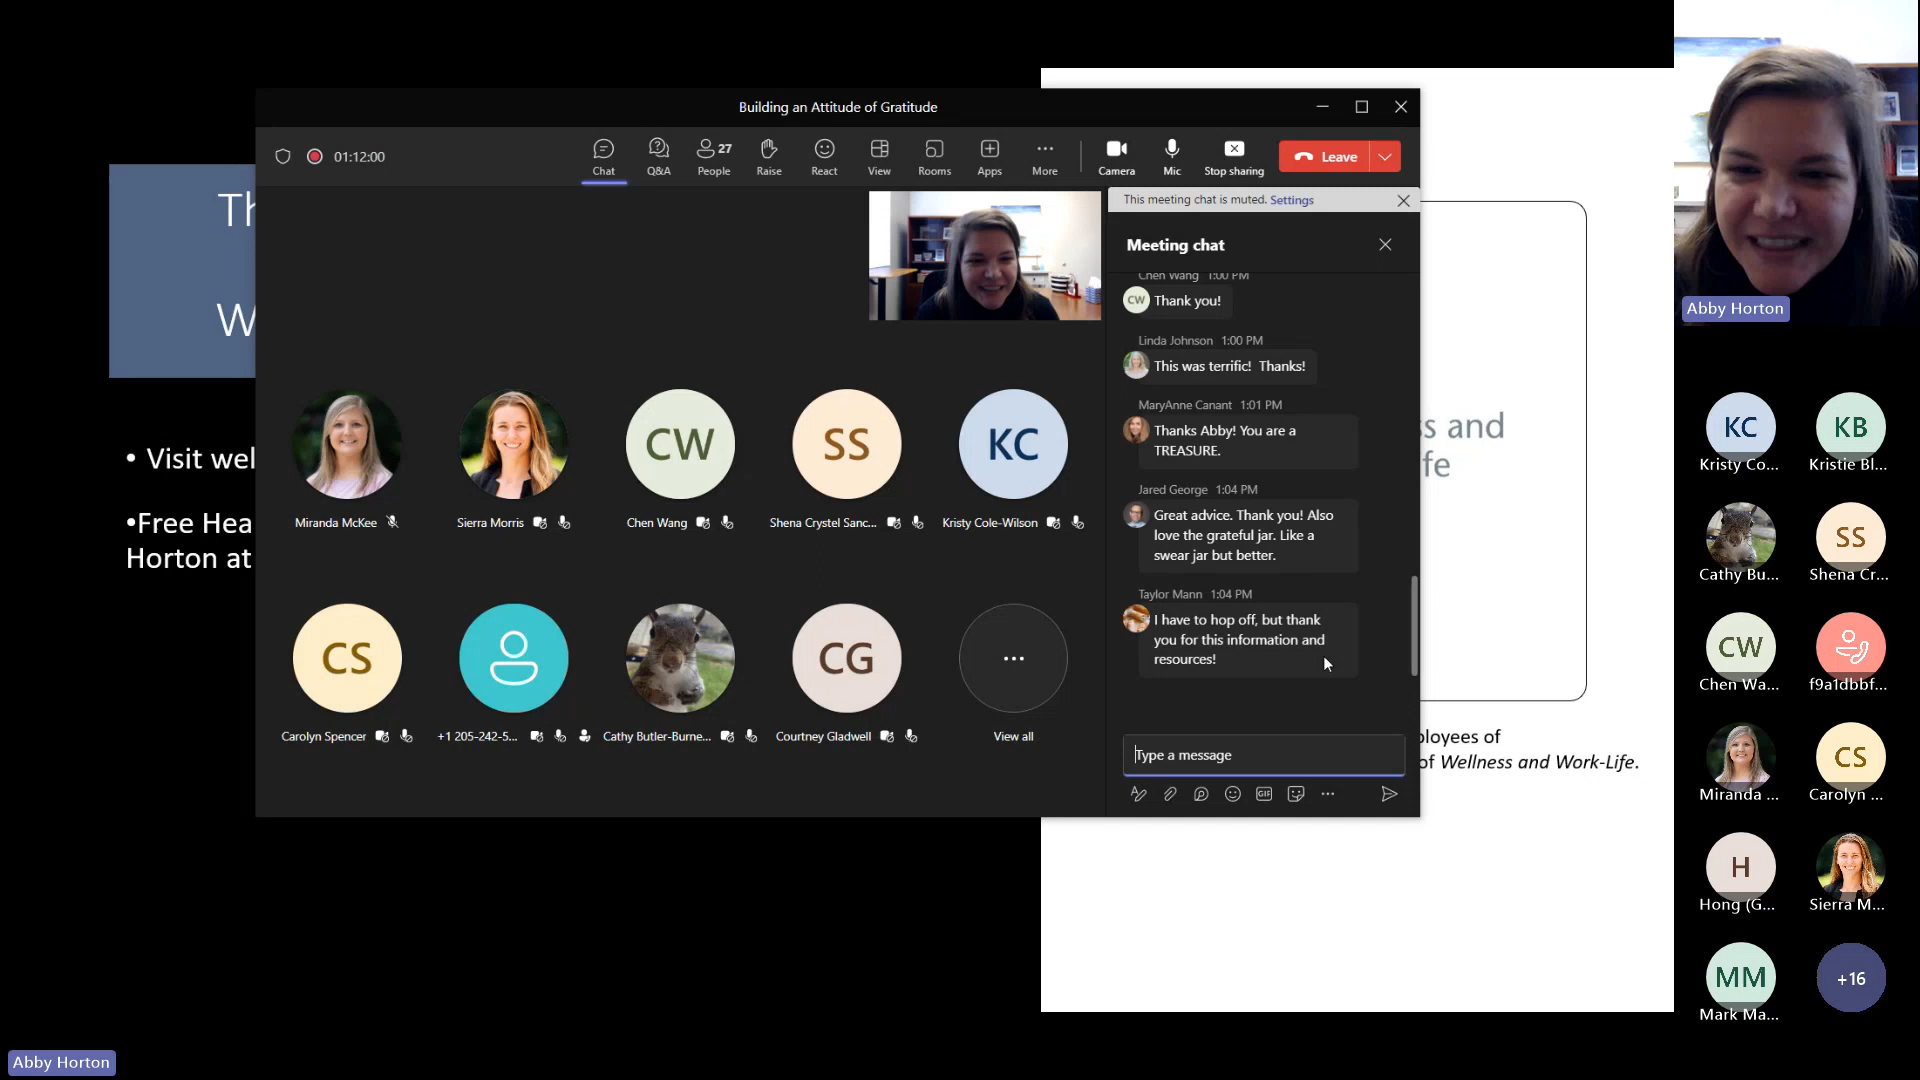 Building an Attitude of Gratitude
01:12:00
Chat
Q&A
27
People
Raise
React
View
Rooms
Apps
More
Camera
Mic
Stop sharing
Leave
This meeting chat is muted. Settings
Meeting chat
Chen Wang 1:00 PM
CW
Thank you!
Linda Johnson 1:00 PM
This was terrific! Thanks!
MaryAnne Canant 1:01 PM
Thanks Abby! You are a
TREASURE.
Jared George 1:04 PM
Great advice. Thank you! Also
love the grateful jar. Like a
swear jar but better.
Taylor Mann 1:04 PM
I have to hop off, but thank
you for this information and
resources!
Type a message
GIF
CW
SS
KC
Miranda McKee
Sierra Morris
Chen Wang
Shena Crystel Sanc...
Kristy Cole-Wilson
CS
CG
...
Carolyn Spencer
+1 205-242-5...
Cathy Butler-Burne...
Courtney Gladwell
View all
Th
W
• Visit wel
•Free Hea
Horton at
s and
fe
ployees of
of Wellness and Work-Life.
Abby Horton
KC
KB
Kristy Co...
Kristie Bl...
SS
Cathy Bu...
Shena Cr...
CW
Chen Wa...
f9a1dbbf...
CS
Miranda ...
Carolyn ...
H
Hong (G...
Sierra M...
MM
+16
Mark Ma...
Abby Horton